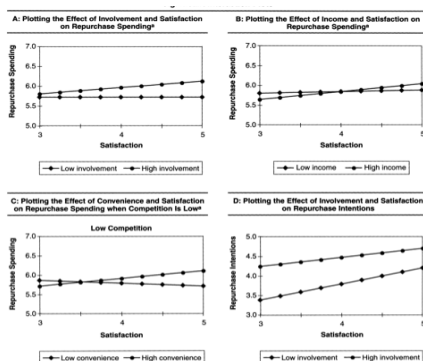 A: Plotting the Effect of Involvement and Satisfaction
on Repurchase Spendingª
7.0
6.5
6.0
5.5
5.0
Repurchase Spending
3
4
5
Satisfaction
Low involvement
High involvement
B: Plotting the Effect of Income and Satisfaction on
Repurchase Spendingª
7.0
6.5
6.0
5.5
5.0
Repurchase Spending
3
4
5
Satisfaction
Low income
High income
C: Plotting the Effect of Convenience and Satisfaction
on Repurchase Spending when Competition Is Lowª
Low Competition
7.0
6.5
6.0
5.5
5.0
Repurchase Spending
3
4
5
Satisfaction
Low convenience
High convenience
D: Plotting the Effect of Involvement and Satisfaction
on Repurchase Intentions
5.0
4.5
4.0
3.5
3.0
Repurchase Intentions
3
4
5
Satisfaction
Low involvement
High involvement